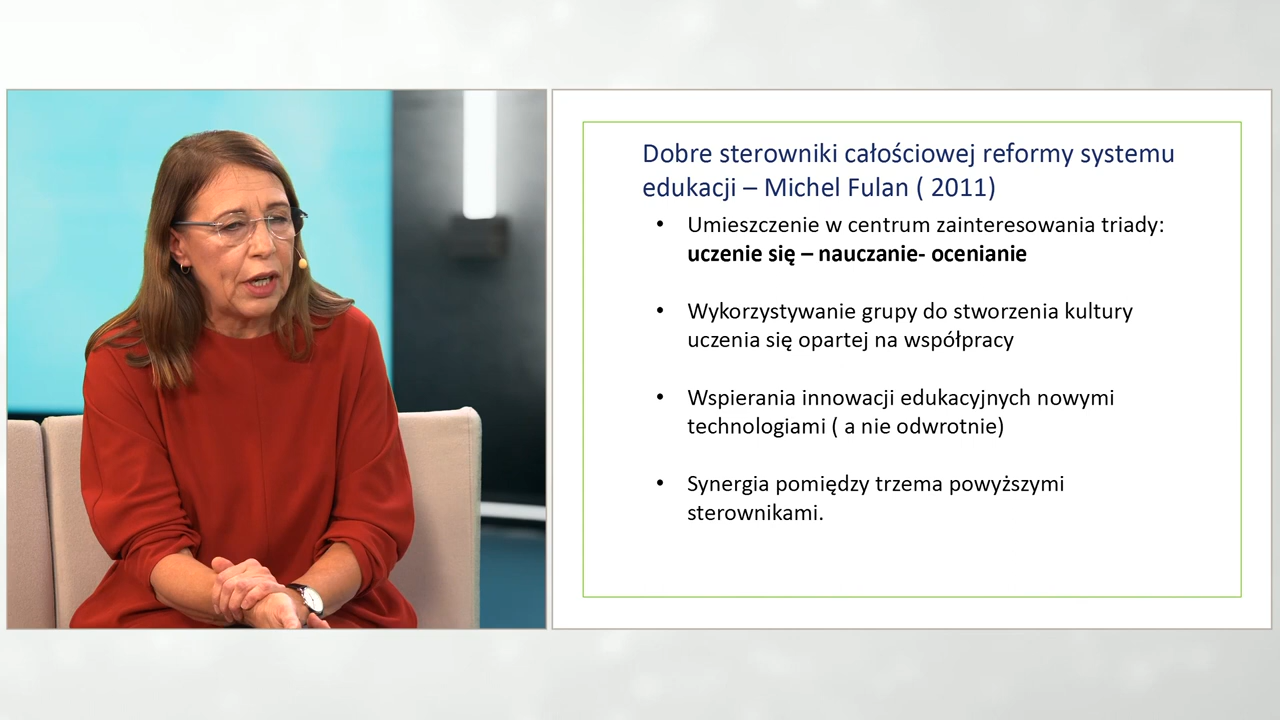 Dobre sterowniki całościowej reformy systemu
edukacji – Michel Fulan ( 2011)
• Umieszczenie w centrum zainteresowania triady:
uczenie się – nauczanie- ocenianie
• Wykorzystywanie grupy do stworzenia kultury
uczenia się opartej na współpracy
• Wspierania innowacji edukacyjnych nowymi
technologiami ( a nie odwrotnie)
• Synergia pomiędzy trzema powyższymi
sterownikami.